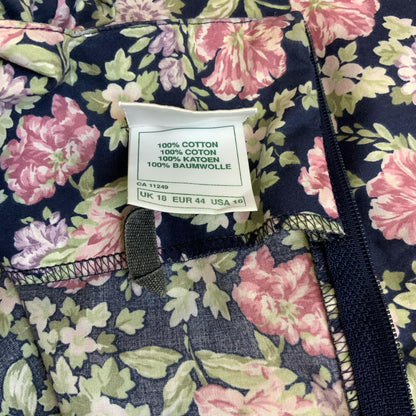 100% COTTON
100% COTON
100% KATOEN
100% BAUMWOLLE
CA 11249
UK 18 EUR 44 USA 16